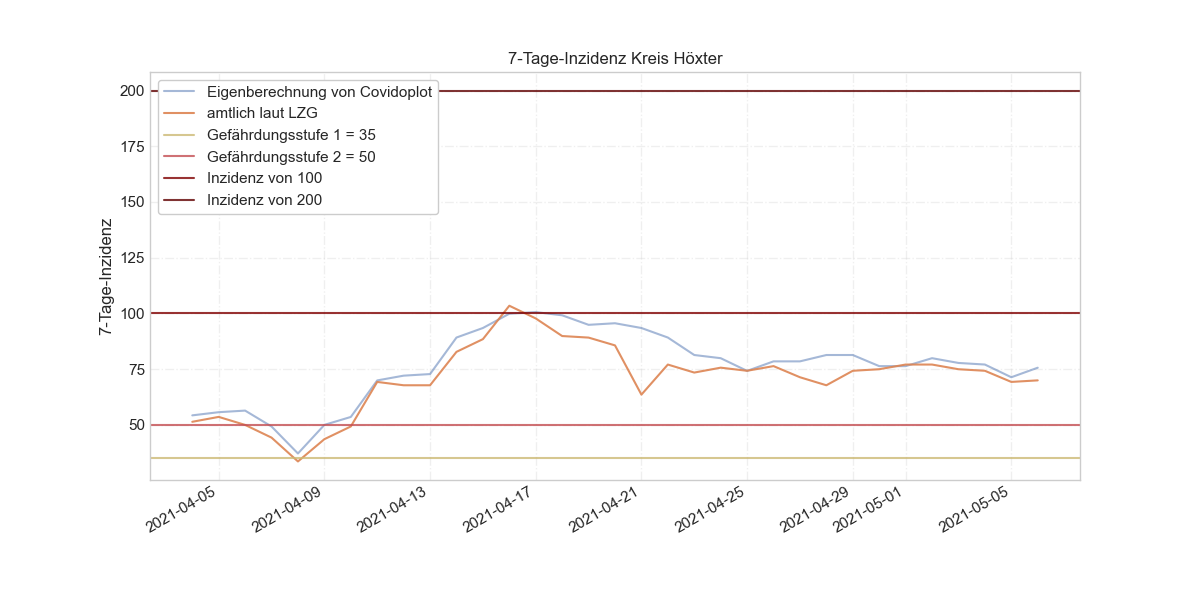 7-Tage-Inzidenz Kreis Höxter
Eigenberechnung von Covidoplot
amtlich laut LZG
Gefährdungsstufe 1 = 35
Gefährdungsstufe 2 = 50
Inzidenz von 100
Inzidenz von 200
7-Tage-Inzidenz
200
175
150
125
100
75
50
2021-04-05
2021-04-09
2021-04-13
2021-04-17
2021-04-21
2021-04-25
2021-04-29
2021-05-01
2021-05-05